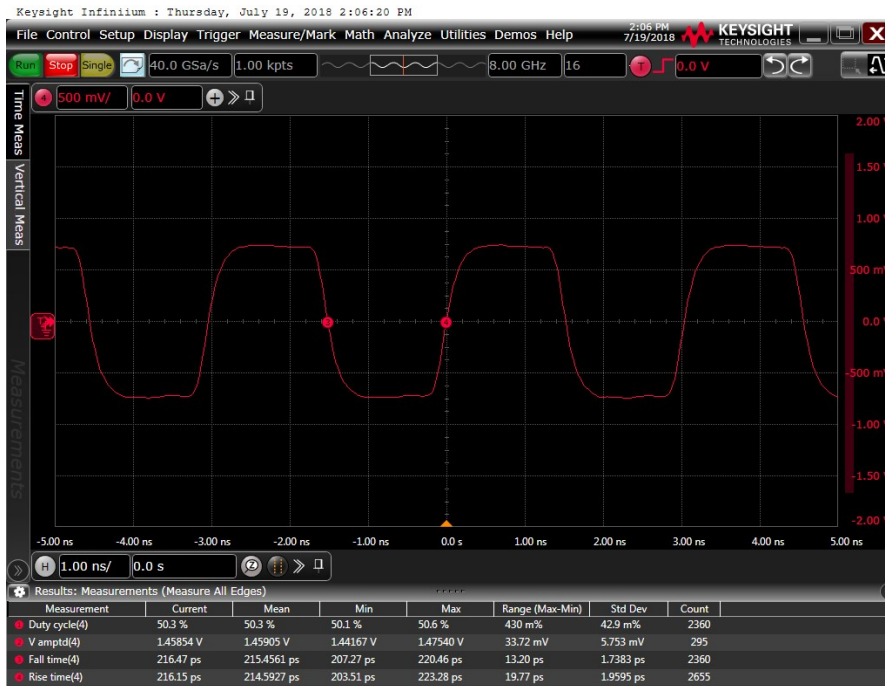 Keysight Infiniium : Thursday, July 19, 2018 2:06:20 PM
File Control Setup Display Trigger Measure/Mark Math Analyze Utilities Demos Help 2:06 PM 7/19/2018 KEYSIGHT TECHNOLOGIES X
Run Stop Single 40.0 GSa/s 1.00 kpts 8.00 GHz 16 T 0.0 V
Time Meas
Vertical Meas
Measurements
4 500 mV/ 0.0 V
2.00 V
1.50 V
1.00 V
500 mV
0.0 V
-500 mV
-1.00 V
-1.50 V
-2.00 V
3 4
-5.00 ns -4.00 ns -3.00 ns -2.00 ns -1.00 ns 0.0 s 1.00 ns 2.00 ns 3.00 ns 4.00 ns 5.00 ns
H 1.00 ns/ 0.0 s
Results: Measurements (Measure All Edges)
Measurement Current Mean Min Max Range (Max-Min) Std Dev Count
1 Duty cycle(4) 50.3 % 50.3 % 50.1 % 50.6 % 430 m% 42.9 m% 2360
2 V amptd(4) 1.45854 V 1.45905 V 1.44167 V 1.47540 V 33.72 mV 5.753 mV 295
3 Fall time(4) 216.47 ps 215.4561 ps 207.27 ps 220.46 ps 13.20 ps 1.7383 ps 2360
4 Rise time(4) 216.15 ps 214.5927 ps 203.51 ps 223.28 ps 19.77 ps 1.9595 ps 2655